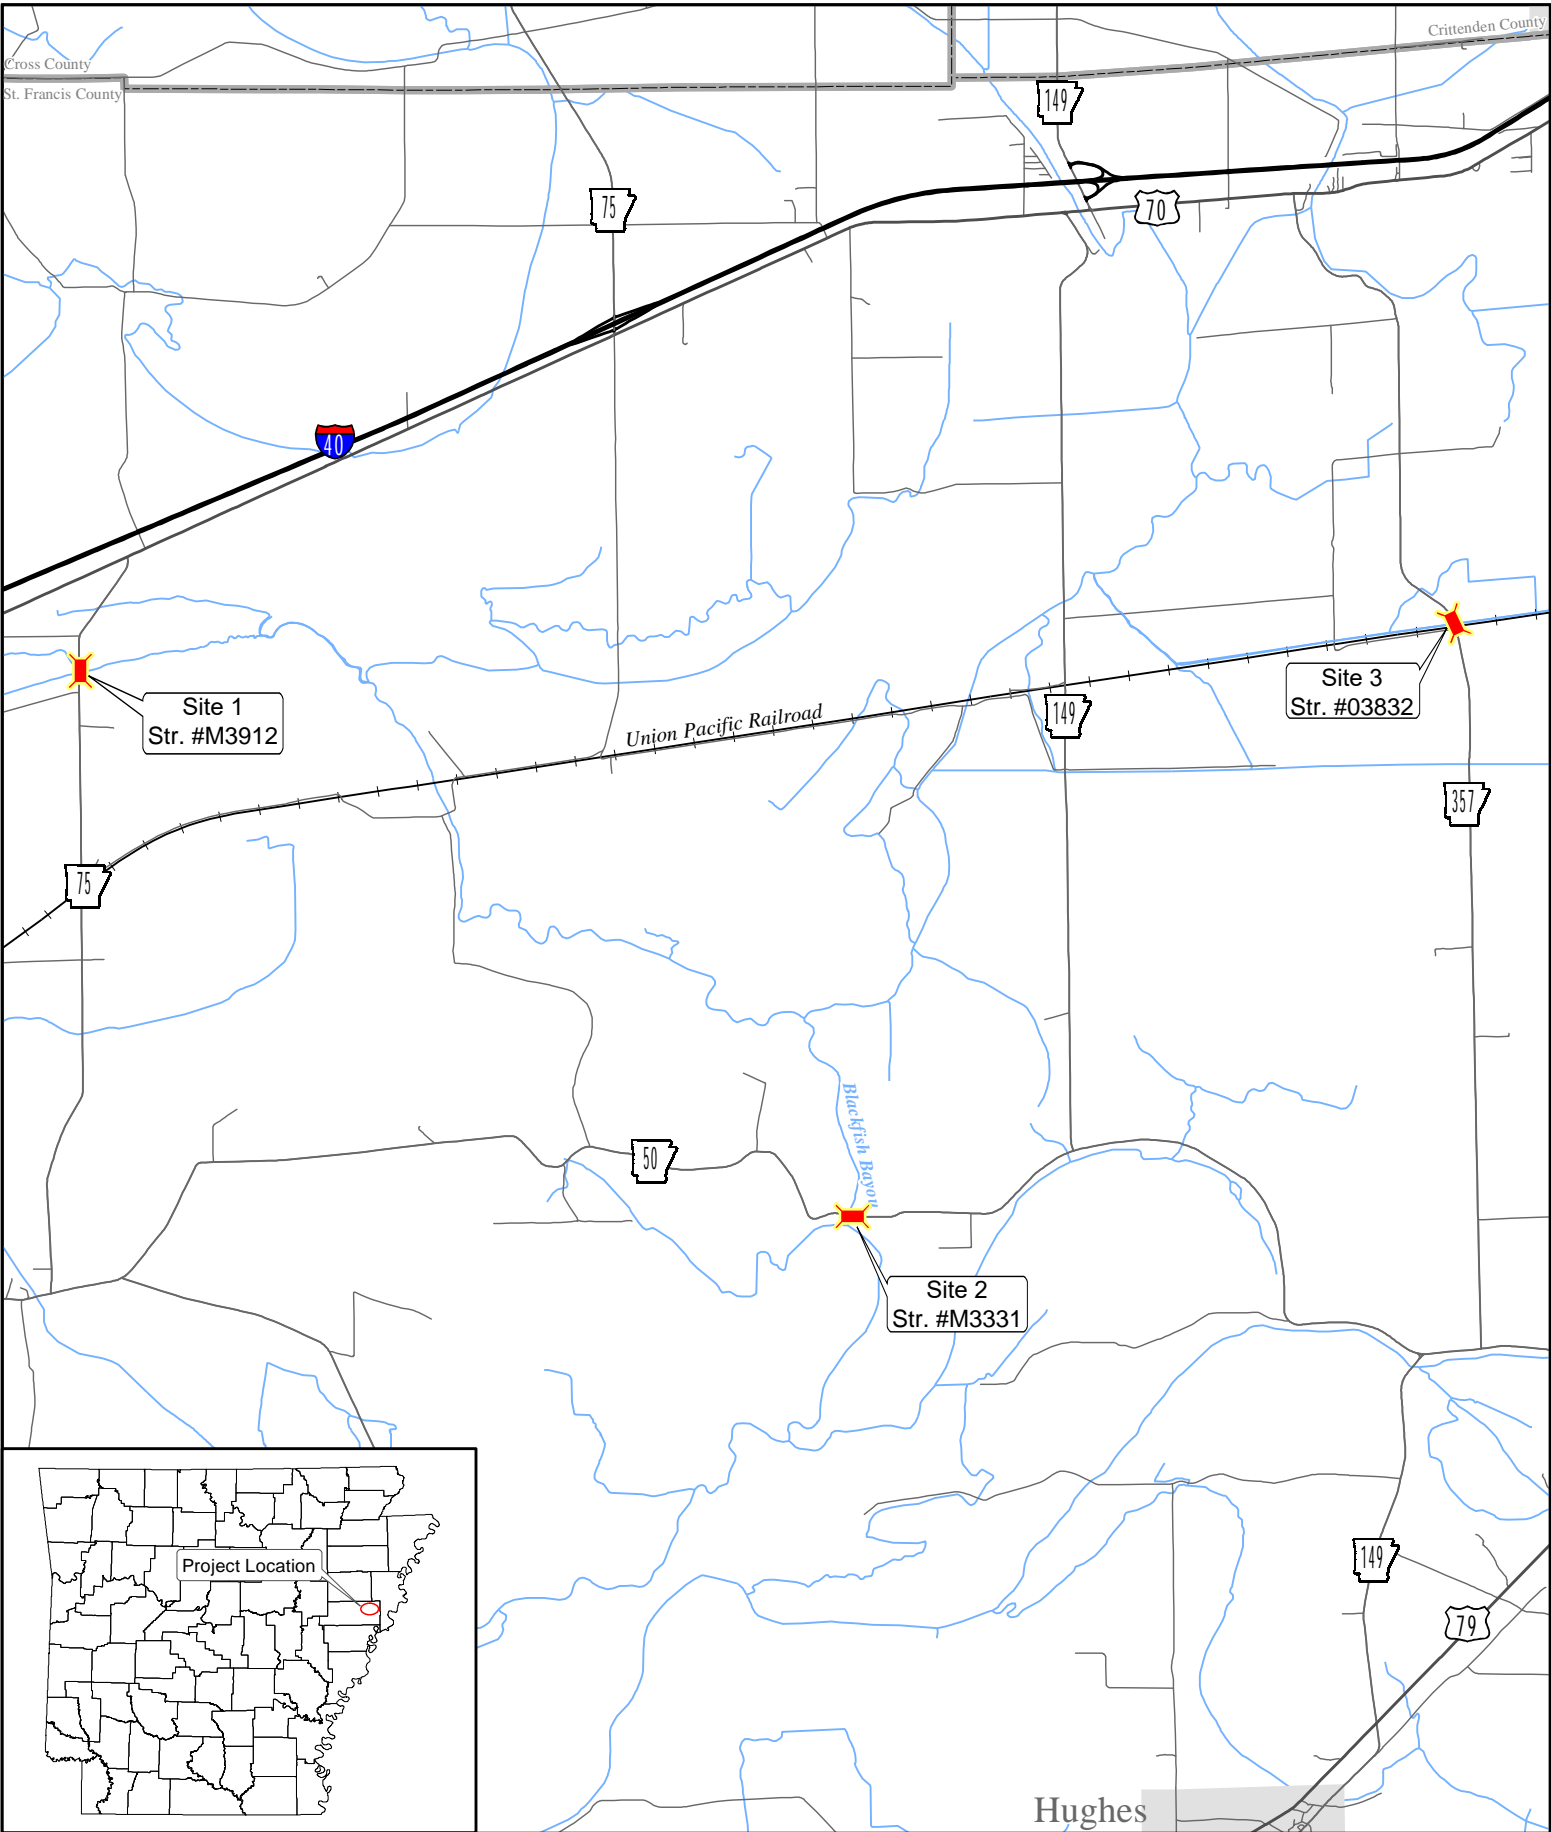 Crittenden County
Cross County
St. Francis County
149
75
70
40
Site 1
Str. #M3912
Site 3
Str. #03832
Union Pacific Railroad
149
357
75
Blackfish Bayou
50
Site 2
Str. #M3331
Project Location
149
79
Hughes